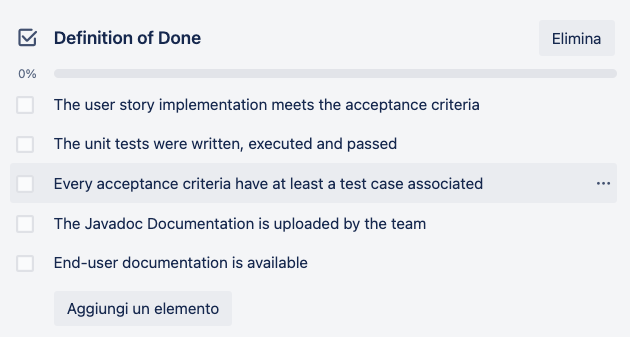 Definition of Done
Elimina
0%
The user story implementation meets the acceptance criteria
The unit tests were written, executed and passed
Every acceptance criteria have at least a test case associated
The Javadoc Documentation is uploaded by the team
End-user documentation is available
Aggiungi un elemento